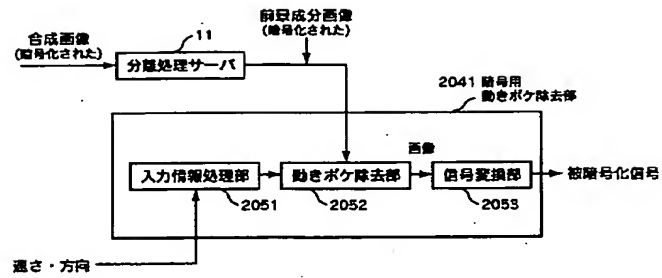 前景成分画像
(暗号化された)
合成画像
(暗号化された)
11
分離処理サーバ
2041 暗号用
動きボケ除去部
画像
入力情報処理部
動きボケ除去部
信号変換部
被暗号化信号
2051
2052
2053
速さ・方向